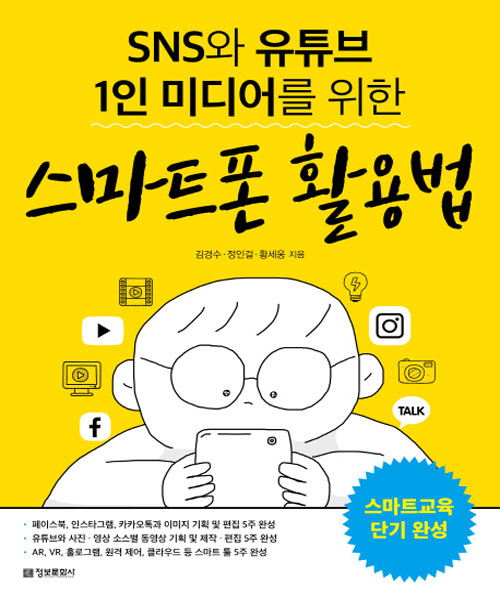 SNS와 유튜브
1인 미디어를 위한
스마트폰 활용법
김경수·정인걸·황세웅 지음
TALK
스마트교육
단기 완성
• 페이스북, 인스타그램, 카카오톡과 이미지 기획 및 편집 5주 완성
• 유튜브와 사진·영상 소스별 동영상 기획 및 제작·편집 5주 완성
• AR, VR, 홀로그램, 원격 제어, 클라우드 등 스마트 툴 5주 완성
정보문화사